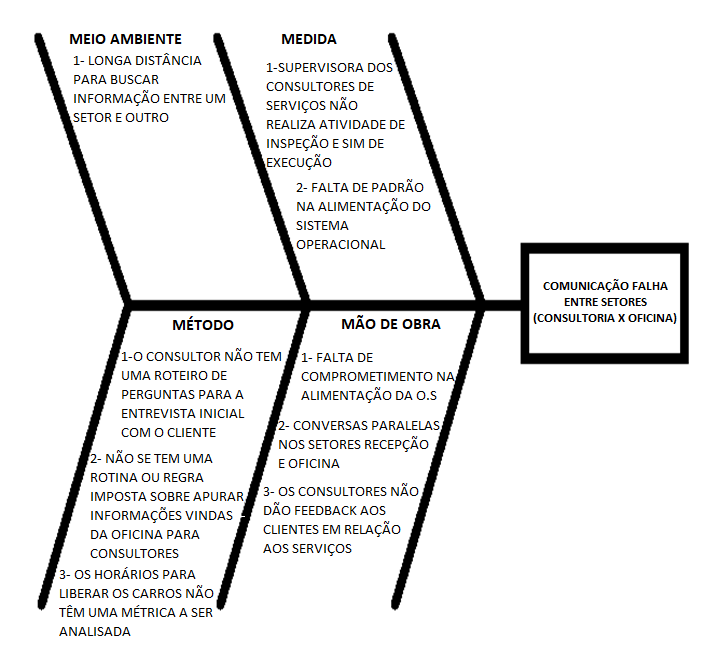 MEIO AMBIENTE
1- LONGA DISTÂNCIA
PARA BUSCAR
INFORMAÇÃO ENTRE UM
SETOR E OUTRO
MEDIDA
1-SUPERVISORA DOS
CONSULTORES DE
SERVIÇOS NÃO
REALIZA ATIVIDADE DE
INSPEÇÃO E SIM DE
EXECUÇÃO
2- FALTA DE PADRÃO
NA ALIMENTAÇÃO DO
SISTEMA
OPERACIONAL
COMUNICAÇÃO FALHA
ENTRE SETORES
(CONSULTORIA X OFICINA)
MÉTODO
1-O CONSULTOR NÃO TEM
UMA ROTEIRO DE
PERGUNTAS PARA A
ENTREVISTA INICIAL
COM O CLIENTE
2- NÃO SE TEM UMA
ROTINA OU REGRA
IMPOSTA SOBRE APURAR
INFORMAÇÕES VINDAS
DA OFICINA PARA
CONSULTORES
3- OS HORÁRIOS PARA
LIBERAR OS CARROS NÃO
TÊM UMA MÉTRICA A SER
ANALISADA
MÃO DE OBRA
1- FALTA DE
COMPROMETIMENTO NA
ALIMENTAÇÃO DA O.S
2- CONVERSAS PARALELAS
NOS SETORES RECEPÇÃO
E OFICINA
3- OS CONSULTORES NÃO
DÃO FEEDBACK AOS
CLIENTES EM RELAÇÃO
AOS SERVIÇOS